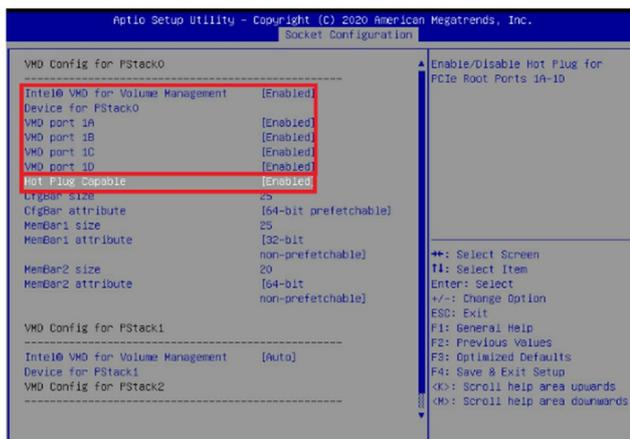 Aptio Setup Utility – Copyright (C) 2020 American Megatrends, Inc.
Socket Configuration
VMD Config for PStack0
Intel® VMD for Volume Management [Enabled]
Device for PStack0
VMD port 1A [Enabled]
VMD port 1B [Enabled]
VMD port 1C [Enabled]
VMD port 1D [Enabled]
Hot Plug Capable [Enabled]
CfgBar size 25
CfgBar attribute [64-bit prefetchable]
MemBar1 size 25
MemBar1 attribute [32-bit
non-prefetchable]
MemBar2 size 20
MemBar2 attribute [64-bit
non-prefetchable]
VMD Config for PStack1
Intel® VMD for Volume Management [Auto]
Device for PStack1
VMD Config for PStack2
Enable/Disable Hot Plug for
PCIe Root Ports 1A-1D
→←: Select Screen
↑↓: Select Item
Enter: Select
+/-: Change Option
ESC: Exit
F1: General Help
F2: Previous Values
F3: Optimized Defaults
F4: Save & Exit Setup
<K>: Scroll help area upwards
<M>: Scroll help area downwards